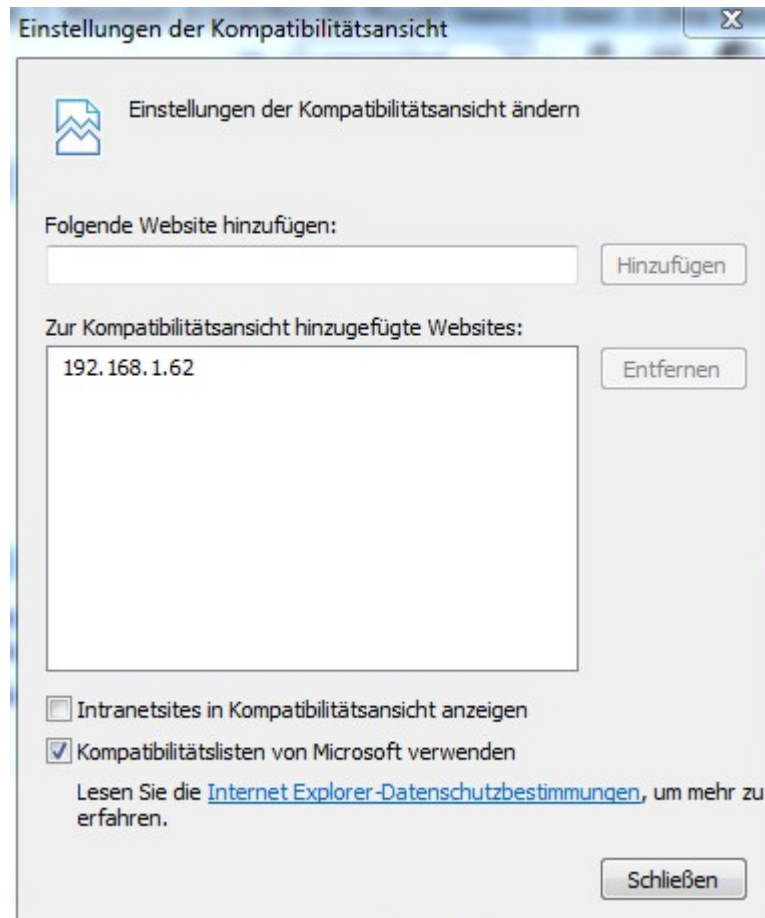 Einstellungen der Kompatibilitätsansicht
Einstellungen der Kompatibilitätsansicht ändern
Folgende Website hinzufügen:
Hinzufügen
Zur Kompatibilitätsansicht hinzugefügte Websites:
192.168.1.62
Entfernen
Intranetsites in Kompatibilitätsansicht anzeigen
Kompatibilitätslisten von Microsoft verwenden
Lesen Sie die Internet Explorer-Datenschutzbestimmungen, um mehr zu
erfahren.
Schließen